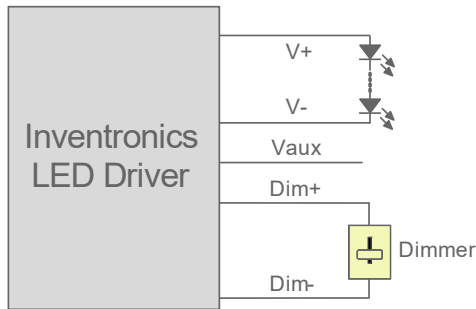 Inventronics
LED Driver
V+
V-
Vaux
Dim+
Dimmer
Dim-